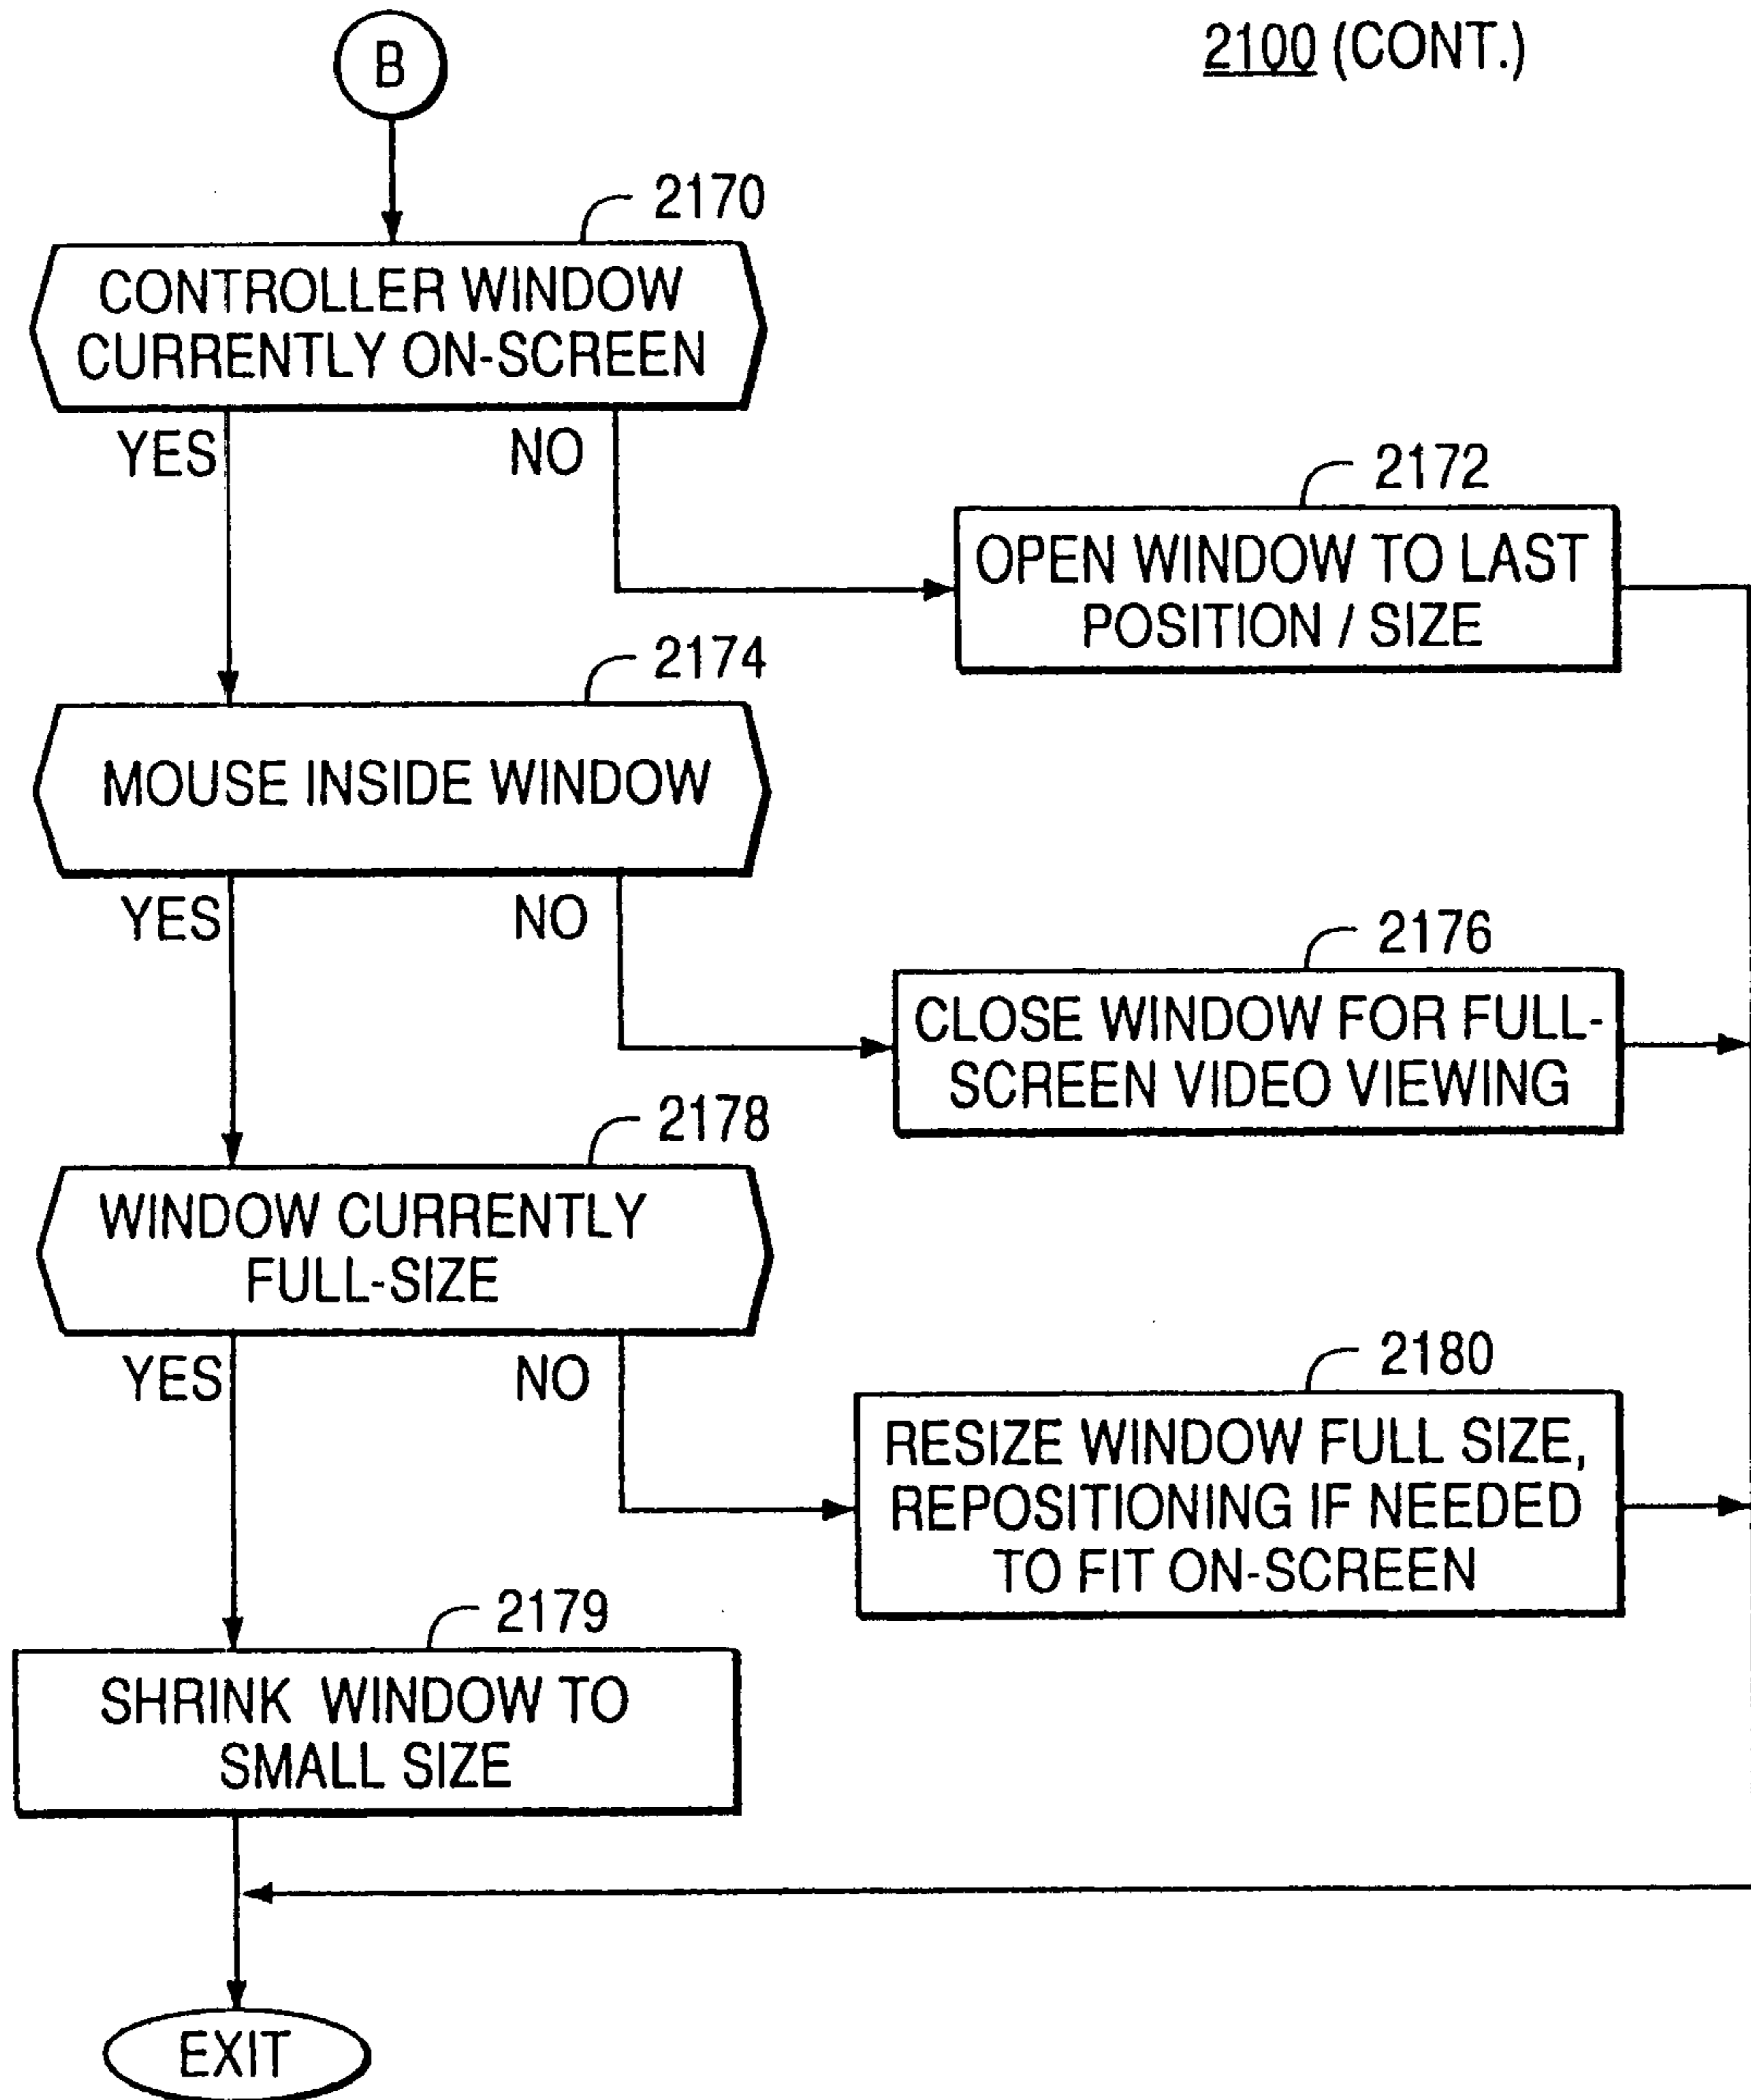 2100 (CONT.)
B
2170
CONTROLLER WINDOW
CURRENTLY ON-SCREEN
YES
NO
2172
OPEN WINDOW TO LAST
POSITION / SIZE
2174
MOUSE INSIDE WINDOW
YES
NO
2176
CLOSE WINDOW FOR FULL-
SCREEN VIDEO VIEWING
2178
WINDOW CURRENTLY
FULL-SIZE
YES
NO
2180
RESIZE WINDOW FULL SIZE,
REPOSITIONING IF NEEDED
TO FIT ON-SCREEN
2179
SHRINK WINDOW TO
SMALL SIZE
EXIT